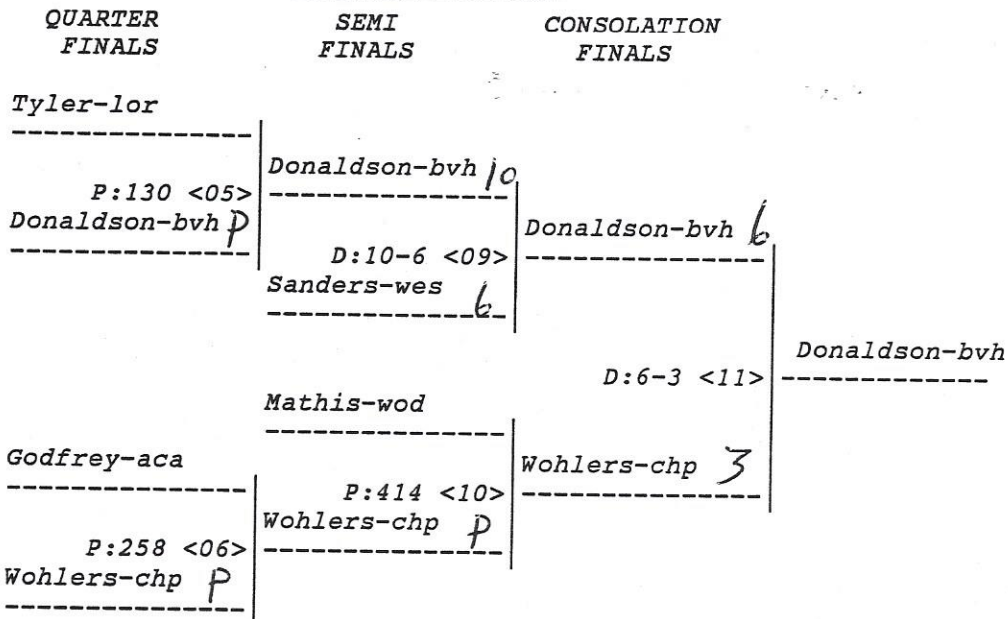 QUARTER FINALS
SEMI FINALS
CONSOLATION FINALS
Tyler-lor
Donaldson-bvh 10
P:130 <05>
Donaldson-bvh P
Donaldson-bvh 6
D:10-6 <09>
Sanders-wes 6
Donaldson-bvh
D:6-3 <11>
Mathis-wod
Godfrey-aca
Wohlers-chp 3
P:414 <10>
Wohlers-chp P
P:258 <06>
Wohlers-chp P